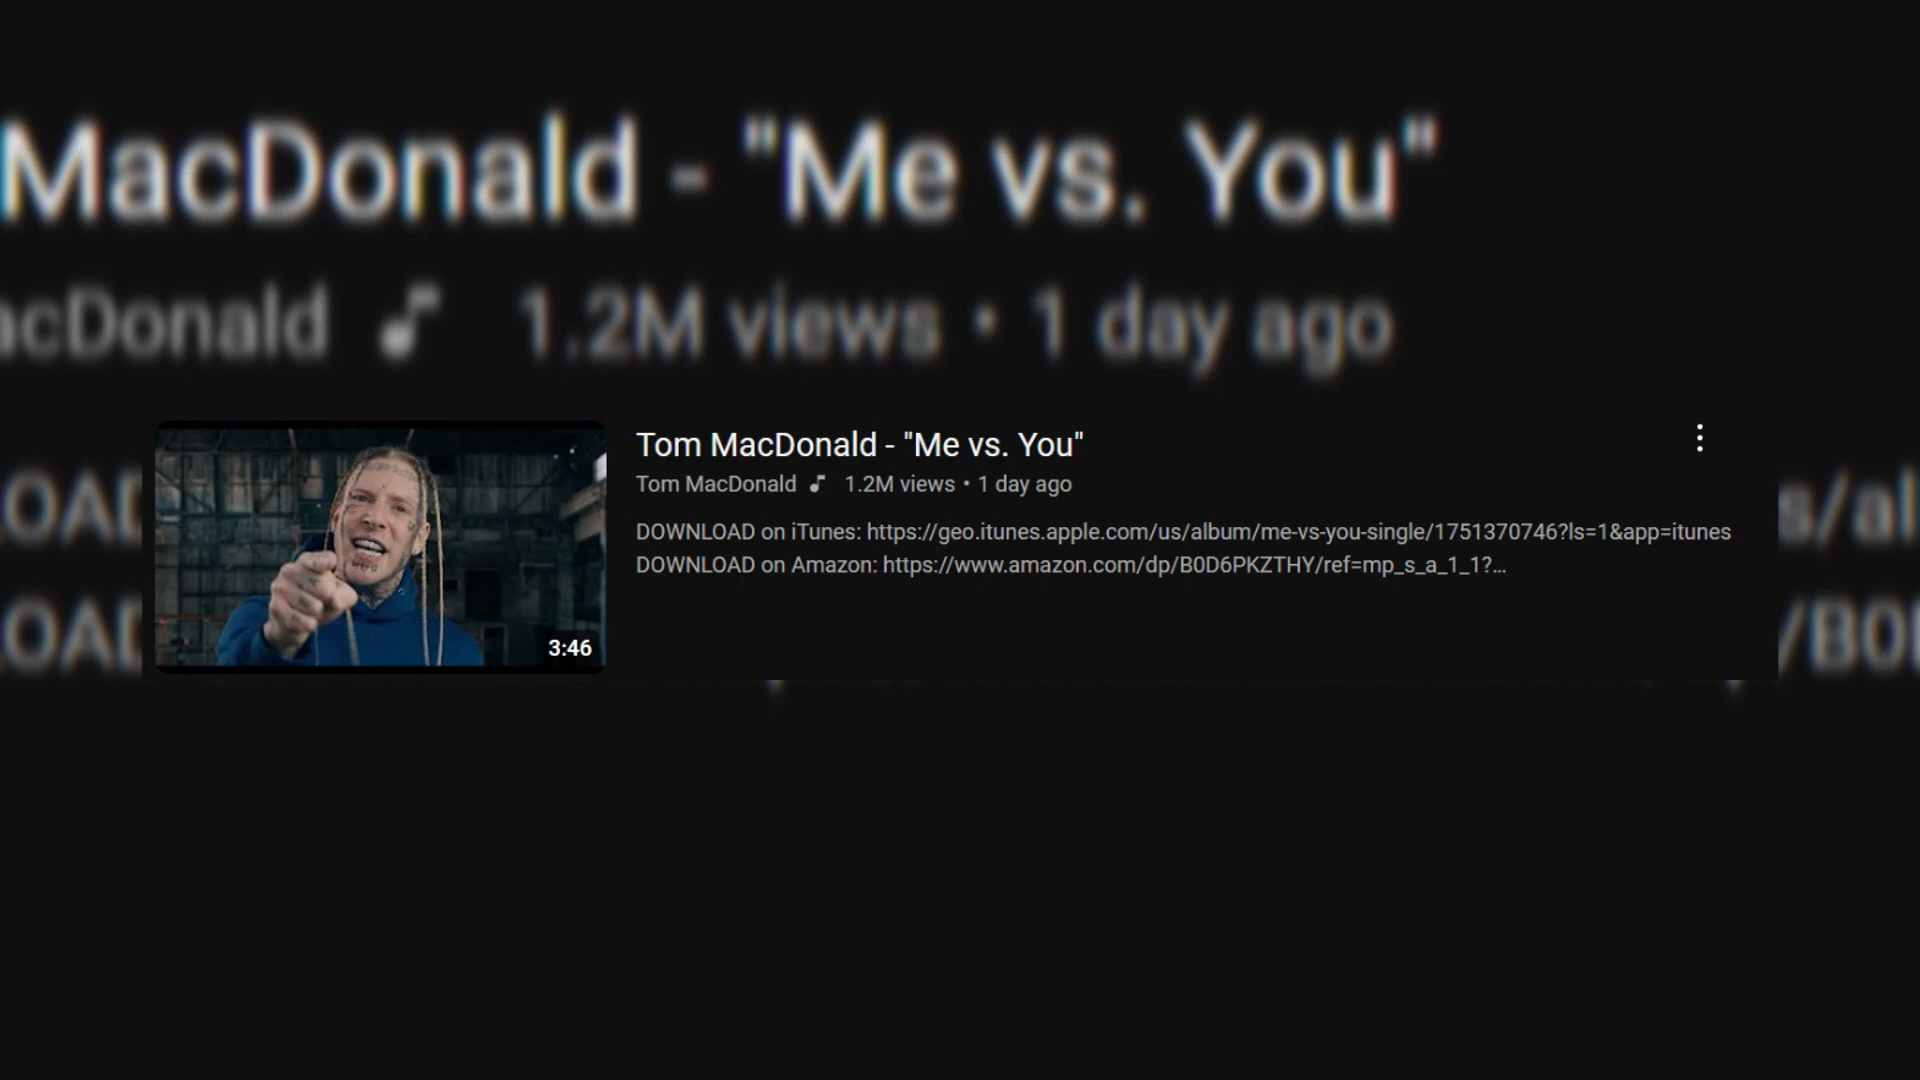 MacDonald - "Me vs. You"
acDonald 1.2M views • 1 day ago
Tom MacDonald - "Me vs. You"
Tom MacDonald 1.2M views • 1 day ago
DOWNLOAD on iTunes: https://geo.itunes.apple.com/us/album/me-vs-you-single/1751370746?ls=1&app=itunes
DOWNLOAD on Amazon: https://www.amazon.com/dp/B0D6PKZTHY/ref=mp_s_a_1_1?...
3:46